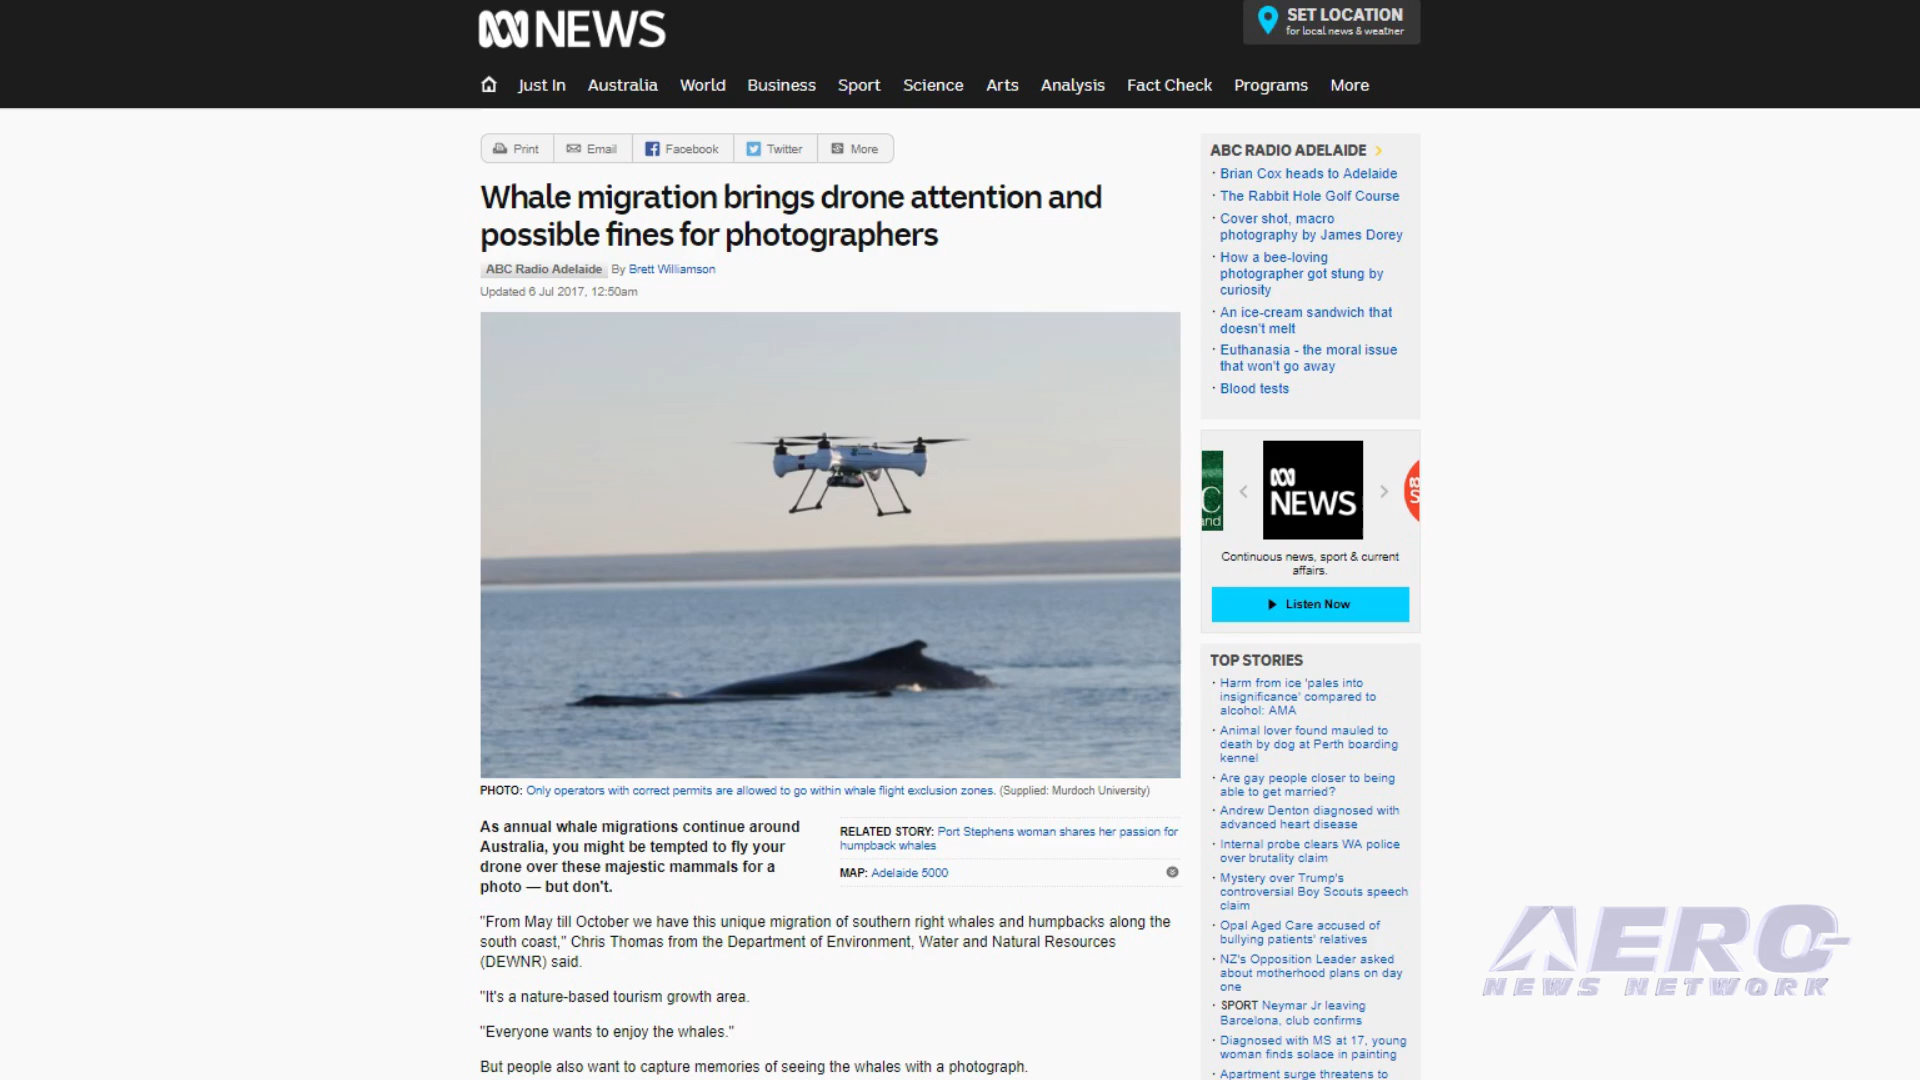 NEWS
SET LOCATION
for local news & weather
Just In Australia World Business Sport Science Arts Analysis Fact Check Programs More
Print Email Facebook Twitter More
Whale migration brings drone attention and
possible fines for photographers
ABC Radio Adelaide By Brett Williamson
Updated 6 Jul 2017, 12:50am
PHOTO: Only operators with correct permits are allowed to go within whale flight exclusion zones. (Supplied: Murdoch University)
As annual whale migrations continue around
Australia, you might be tempted to fly your
drone over these majestic mammals for a
photo — but don't.
RELATED STORY: Port Stephens woman shares her passion for
humpback whales
MAP: Adelaide 5000
"From May till October we have this unique migration of southern right whales and humpbacks along the
south coast," Chris Thomas from the Department of Environment, Water and Natural Resources
(DEWNR) said.
"It's a nature-based tourism growth area.
"Everyone wants to enjoy the whales."
But people also want to capture memories of seeing the whales with a photograph.
ABC RADIO ADELAIDE
· Brian Cox heads to Adelaide
· The Rabbit Hole Golf Course
· Cover shot, macro
photography by James Dorey
· How a bee-loving
photographer got stung by
curiosity
· An ice-cream sandwich that
doesn't melt
· Euthanasia - the moral issue
that won't go away
· Blood tests
NEWS
Continuous news, sport & current
affairs.
Listen Now
TOP STORIES
· Harm from ice 'pales into
insignificance' compared to
alcohol: AMA
· Animal lover found mauled to
death by dog at Perth boarding
kennel
· Are gay people closer to being
able to get married?
· Andrew Denton diagnosed with
advanced heart disease
· Internal probe clears WA police
over brutality claim
· Mystery over Trump's
controversial Boy Scouts speech
claim
· Opal Aged Care accused of
bullying patients' relatives
· NZ's Opposition Leader asked
about motherhood plans on day
one
· SPORT Neymar Jr leaving
Barcelona, club confirms
· Diagnosed with MS at 17, young
woman finds solace in painting
· Apartment surge threatens to
AERO
NEWS NETWORK